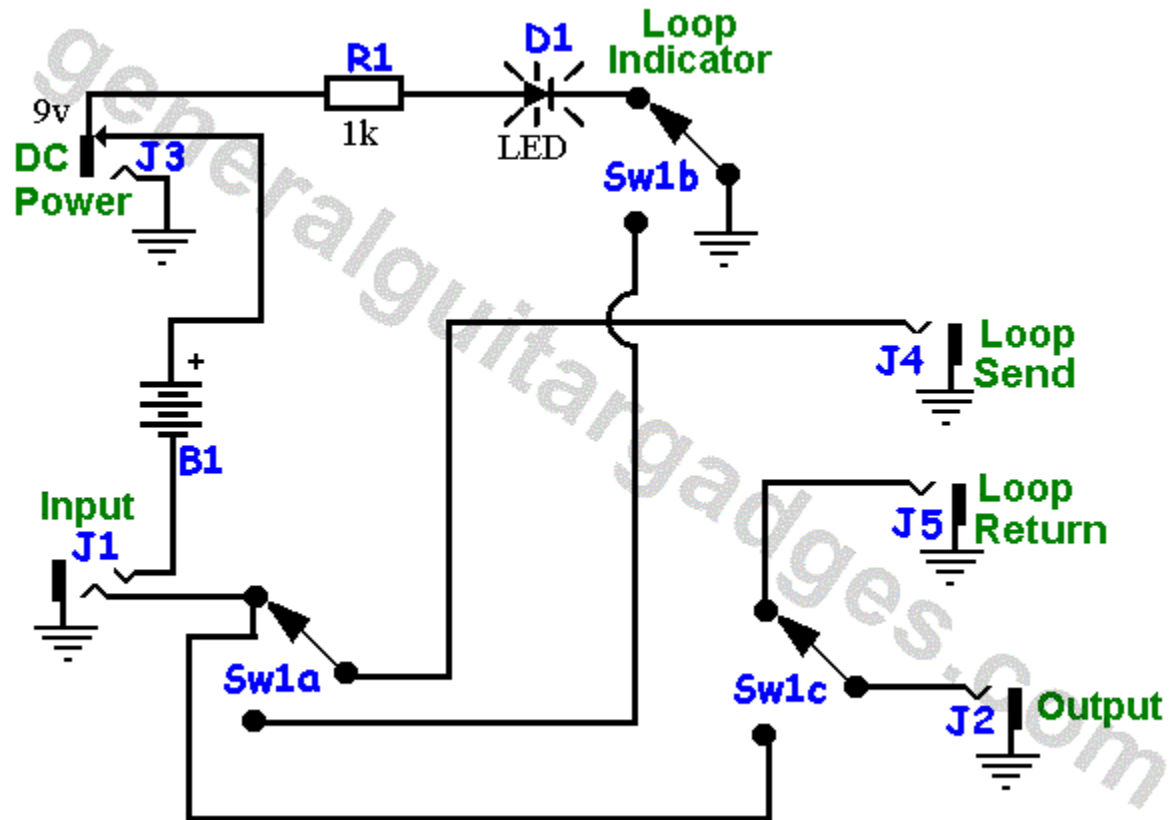 Loop
Indicator
D1
R1
9v
1k
LED
DC
Power
J3
Sw1b
Loop
Send
J4
+
B1
Input
J1
Loop
Return
J5
Sw1a
Sw1c
J2
Output
generalguitargadges.com